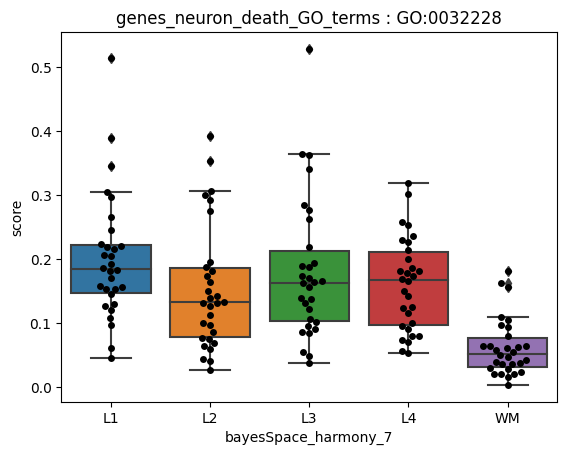 genes_neuron_death_GO_terms : GO:0032228
0.5
0.4
0.3
0.2
0.1
0.0
score
L1 L2 L3 L4 WM
bayesSpace_harmony_7